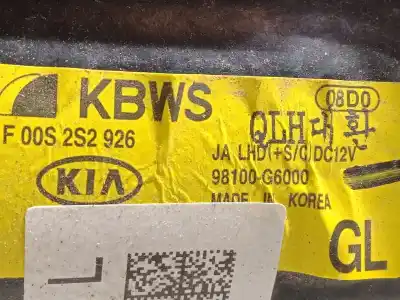 08D0
KBWS
QLH대화
F 00S 2S2 926
JA LHD(+S/C)DC12V
KIA
98100-G6000
MADE IN KOREA
GL